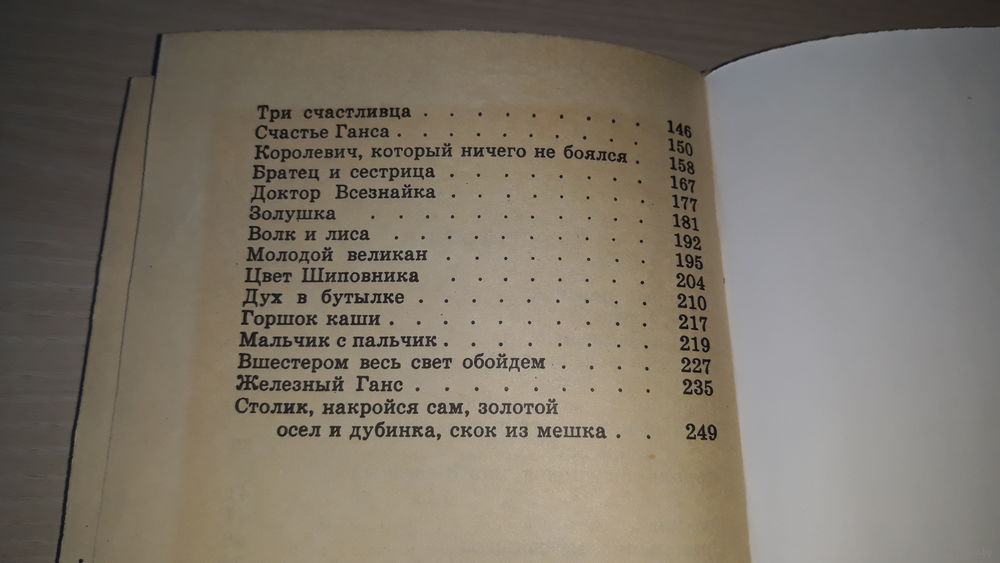 Три счастливца . . . . . . . . . 146
Счастье Ганса . . . . . . . . . . 150
Королевич, который ничего не боялся . 158
Братец и сестрица . . . . . . . . 167
Доктор Всезнайка . . . . . . . . 177
Золушка . . . . . . . . . . . 181
Волк и лиса . . . . . . . . . . 192
Молодой великан . . . . . . . . 195
Цвет Шиповника . . . . . . . . 204
Дух в бутылке . . . . . . . . . 210
Горшок каши . . . . . . . . . . 217
Мальчик с пальчик . . . . . . . . 219
Вшестером весь свет обойдем . . . . 227
Железный Ганс . . . . . . . . . 235
Столик, накройся сам, золотой
осел и дубинка, скок из мешка . . 249